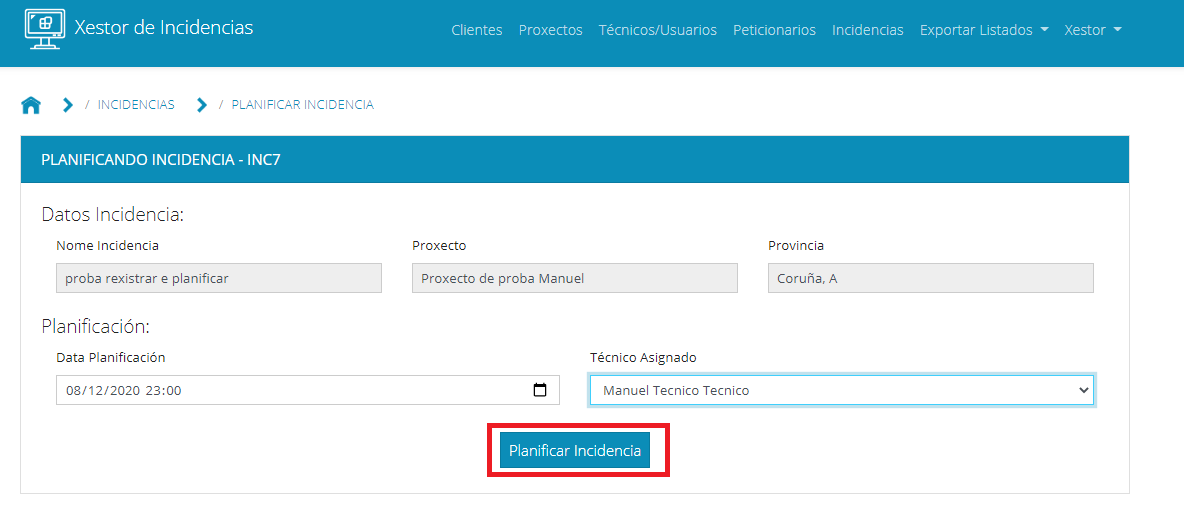 Xestor de Incidencias
Clientes Proxectos Técnicos/Usuarios Peticionarios Incidencias Exportar Listados Xestor
/ INCIDENCIAS / PLANIFICAR INCIDENCIA
PLANIFICANDO INCIDENCIA - INC7
Datos Incidencia:
Nome Incidencia Proxecto Provincia
proba rexistrar e planificar Proxecto de proba Manuel Coruña, A
Planificación:
Data Planificación Técnico Asignado
08/12/2020 23:00 Manuel Tecnico Tecnico
Planificar Incidencia